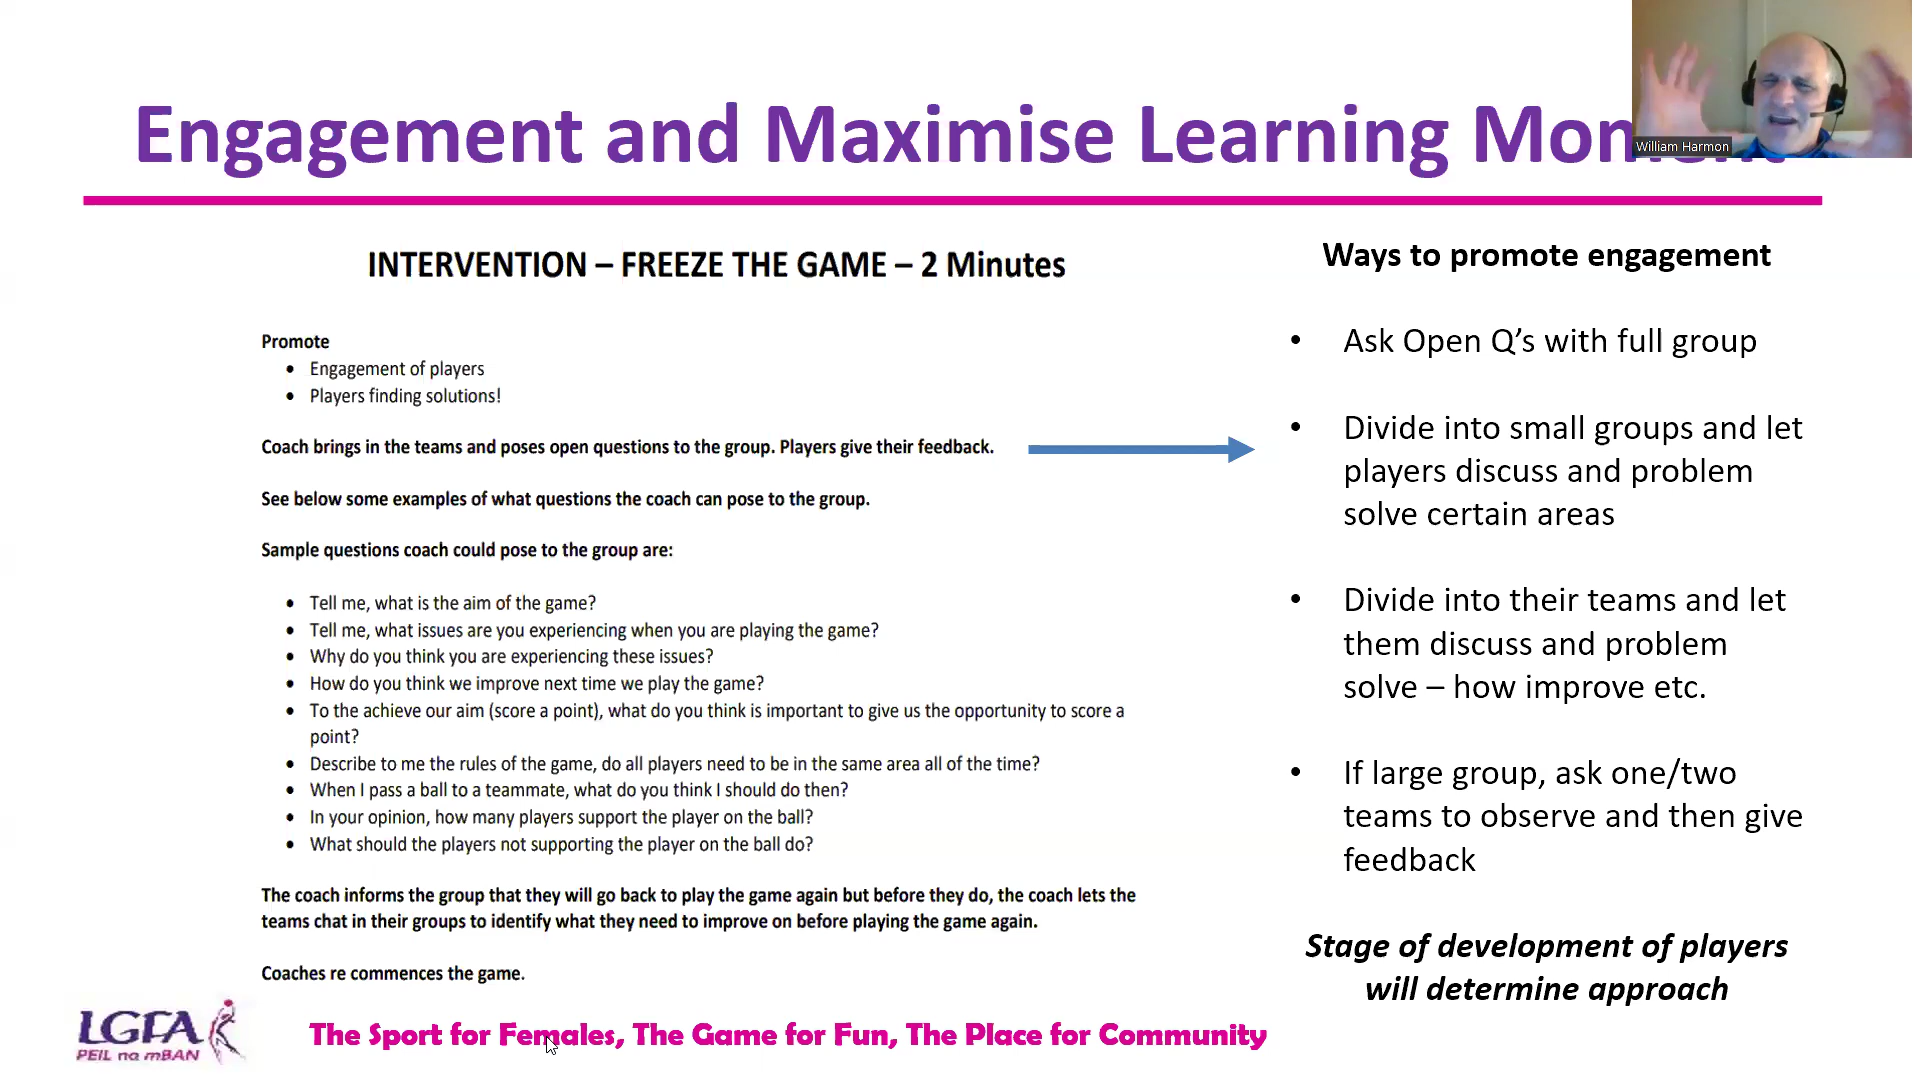 Engagement and Maximise Learning Mom
William Harmon
INTERVENTION – FREEZE THE GAME – 2 Minutes
Promote
• Engagement of players
• Players finding solutions!
Coach brings in the teams and poses open questions to the group. Players give their feedback.
See below some examples of what questions the coach can pose to the group.
Sample questions coach could pose to the group are:
• Tell me, what is the aim of the game?
• Tell me, what issues are you experiencing when you are playing the game?
• Why do you think you are experiencing these issues?
• How do you think we improve next time we play the game?
• To the achieve our aim (score a point), what do you think is important to give us the opportunity to score a
point?
• Describe to me the rules of the game, do all players need to be in the same area all of the time?
• When I pass a ball to a teammate, what do you think I should do then?
• In your opinion, how many players support the player on the ball?
• What should the players not supporting the player on the ball do?
The coach informs the group that they will go back to play the game again but before they do, the coach lets the
teams chat in their groups to identify what they need to improve on before playing the game again.
Coaches re commences the game.
Ways to promote engagement
• Ask Open Q’s with full group
• Divide into small groups and let
players discuss and problem
solve certain areas
• Divide into their teams and let
them discuss and problem
solve – how improve etc.
• If large group, ask one/two
teams to observe and then give
feedback
Stage of development of players
will determine approach
LGFA
PEIL na mBAN
The Sport for Females, The Game for Fun, The Place for Community